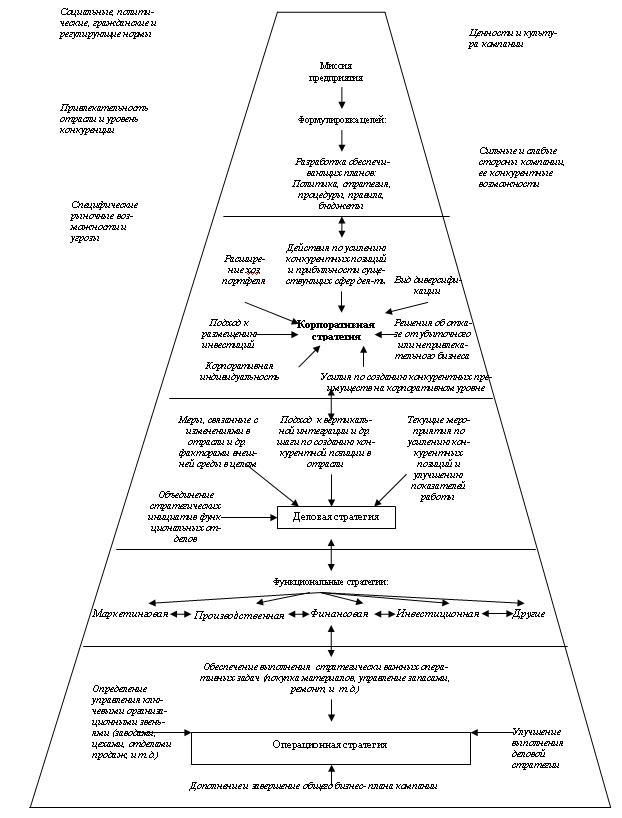 Социальные, полити-
ческие, гражданские и
регулирующие нормы
Ценности и культу-
ра компании
Миссия
предприятия
Привлекательность
отрасли и уровень
конкуренции
Формулировка целей:
Сильные и слабые
стороны компании,
ее конкурентные
возможности
Разработка обеспечи-
вающих планов:
Политика, стратегия,
процедуры, правила,
бюджеты
Специфические
рыночные воз-
можности и
угрозы
Расшире-
ние хоз
портфеля
Действия по усилению
конкурентных позиций
и прибыльности суще-
ствующих сфер дея-ть
Вид диверсифи-
кации
Подход к
размещению
инвестиций
Корпоративная
стратегия
Решения об отка-
зе от убыточного
или непривлека-
тельного бизнеса
Корпоративная
индивидуальность
Усилия по созданию конкурентных пре-
имуществ на корпоративном уровне
Меры, связанные с
изменениями в
отрасли и др.
факторами внеш-
ней среды в целом
Подход к вертикаль-
ной интеграции и др.
шаги по созданию кон-
курентной позиции в
отрасли
Текущие меро-
приятия по
усилению кон-
курентных
позиций и
улучшению
показателей
работы
Объединение
стратегических
инициатив функ-
циональных от-
делов
Деловая стратегия
Функциональные стратегии:
Маркетинговая
Производственная
Финансовая
Инвестиционная
Другие
Обеспечение выполнения стратегически важных опера-
тивных задач (покупка материалов, управление запасами,
ремонт и т.д.)
Определение
управления клю-
чевыми организа-
ционными звень-
ями (заводами,
цехами, отделами
продаж, и т.д.)
Операционная стратегия
Улучшение
выполнения
деловой
стратегии
Дополнение и завершение общего бизнес-плана компании